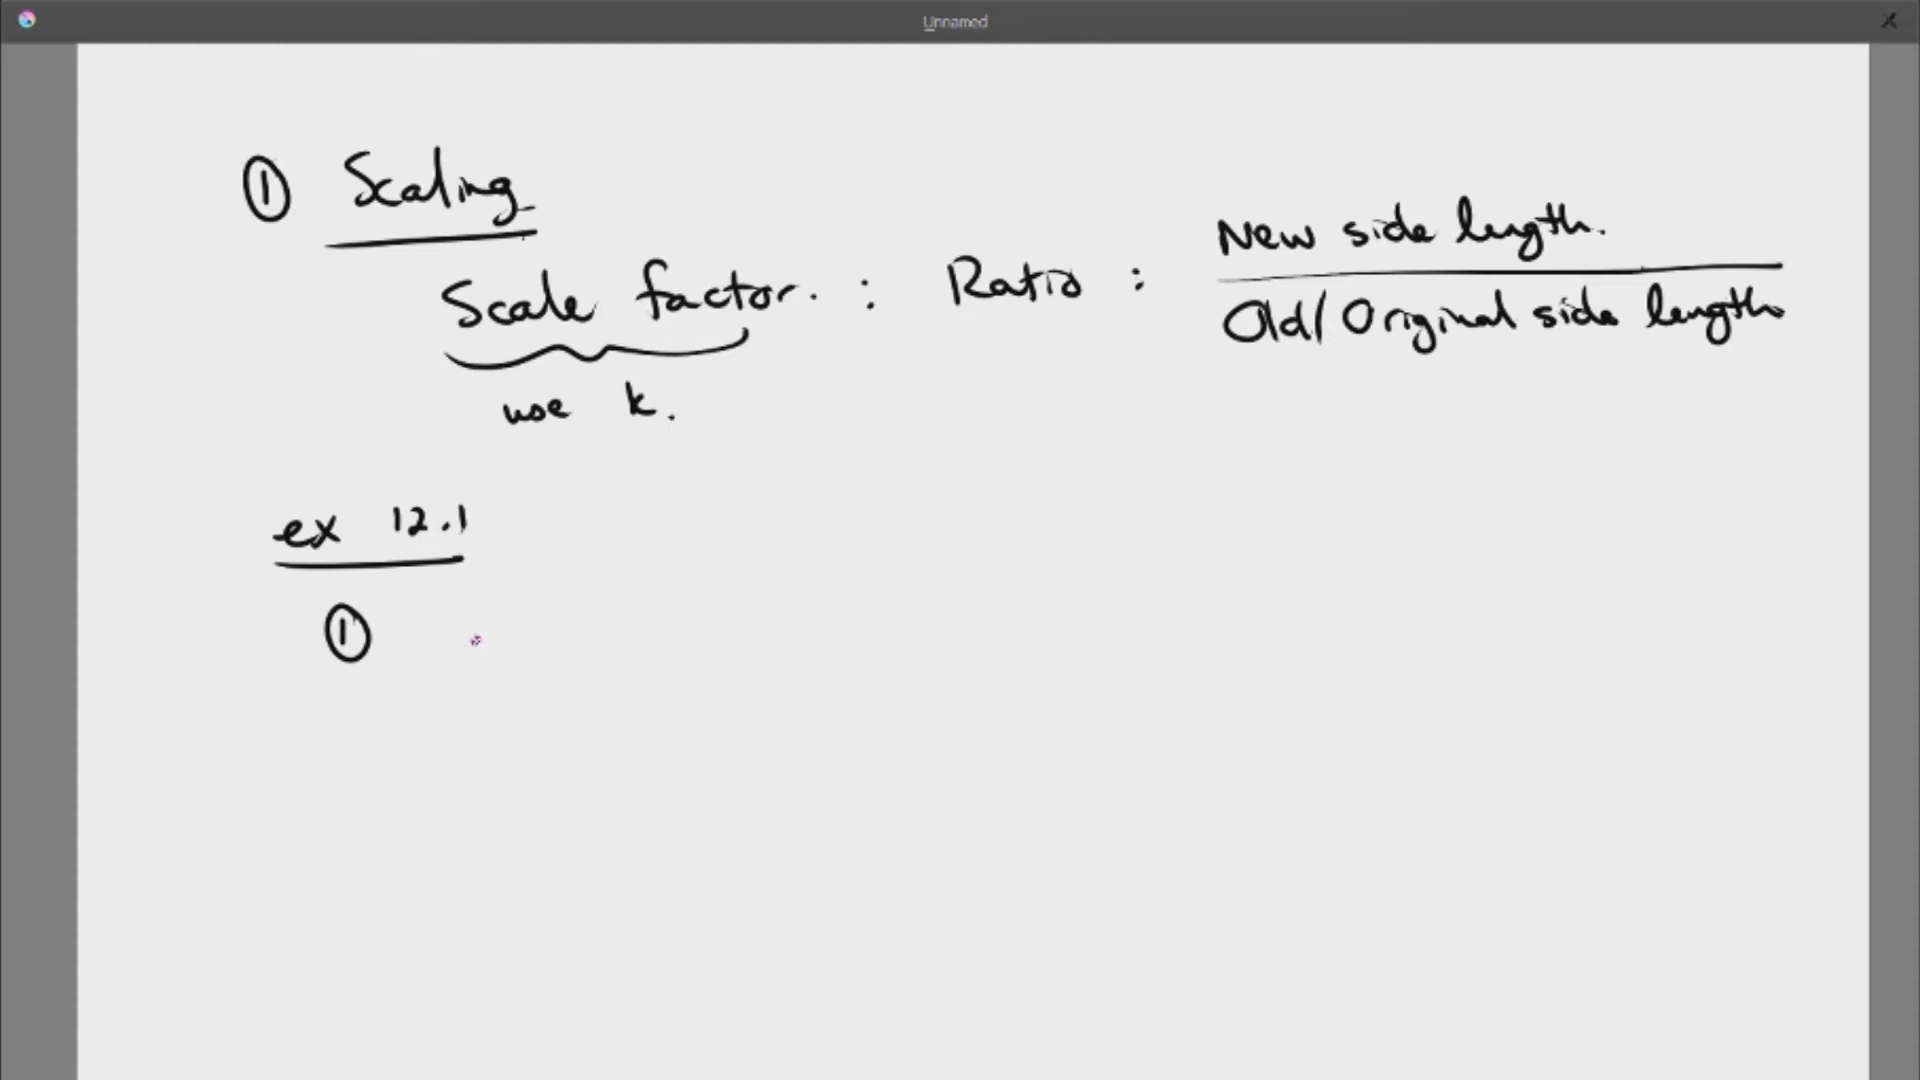 Unnamed
① Scaling
New side length.
Scale factor. : Ratio :
Old/Original side length
use k.
ex 12.1
①